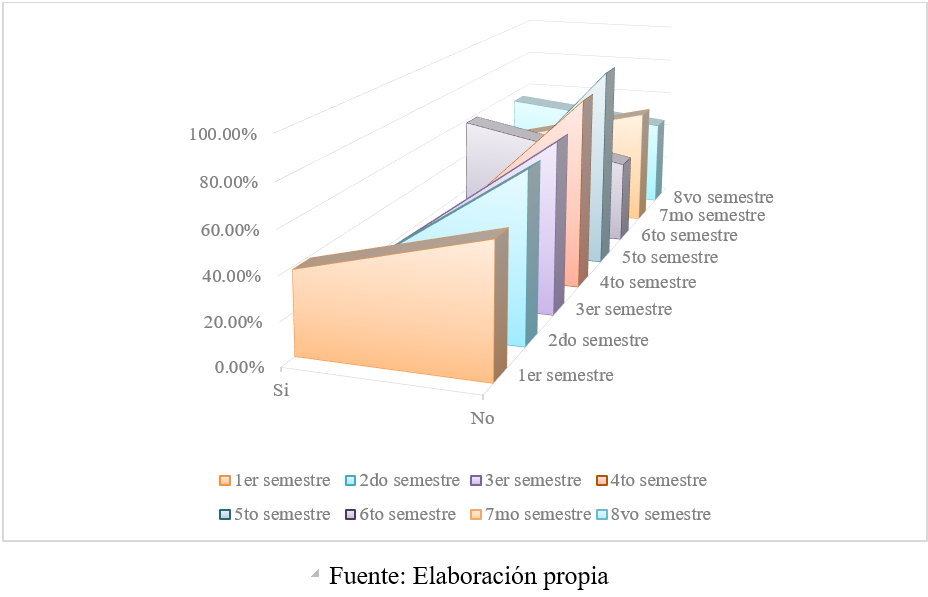 100.00%
80.00%
60.00%
40.00%
20.00%
0.00%
Si
No
8vo semestre
7mo semestre
6to semestre
5to semestre
4to semestre
3er semestre
2do semestre
1er semestre
1er semestre 2do semestre 3er semestre 4to semestre
5to semestre 6to semestre 7mo semestre 8vo semestre
Fuente: Elaboración propia